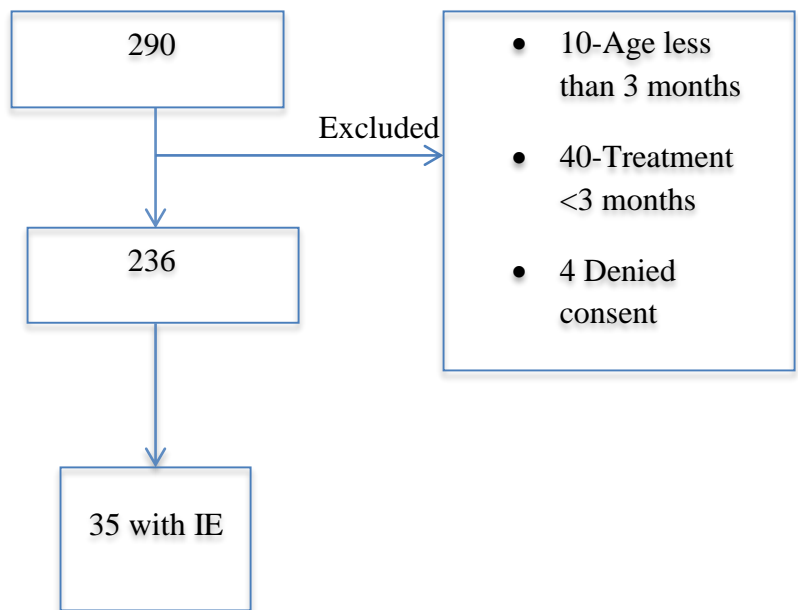 290
Excluded
• 10-Age less
than 3 months
• 40-Treatment
<3 months
• 4 Denied
consent
236
35 with IE